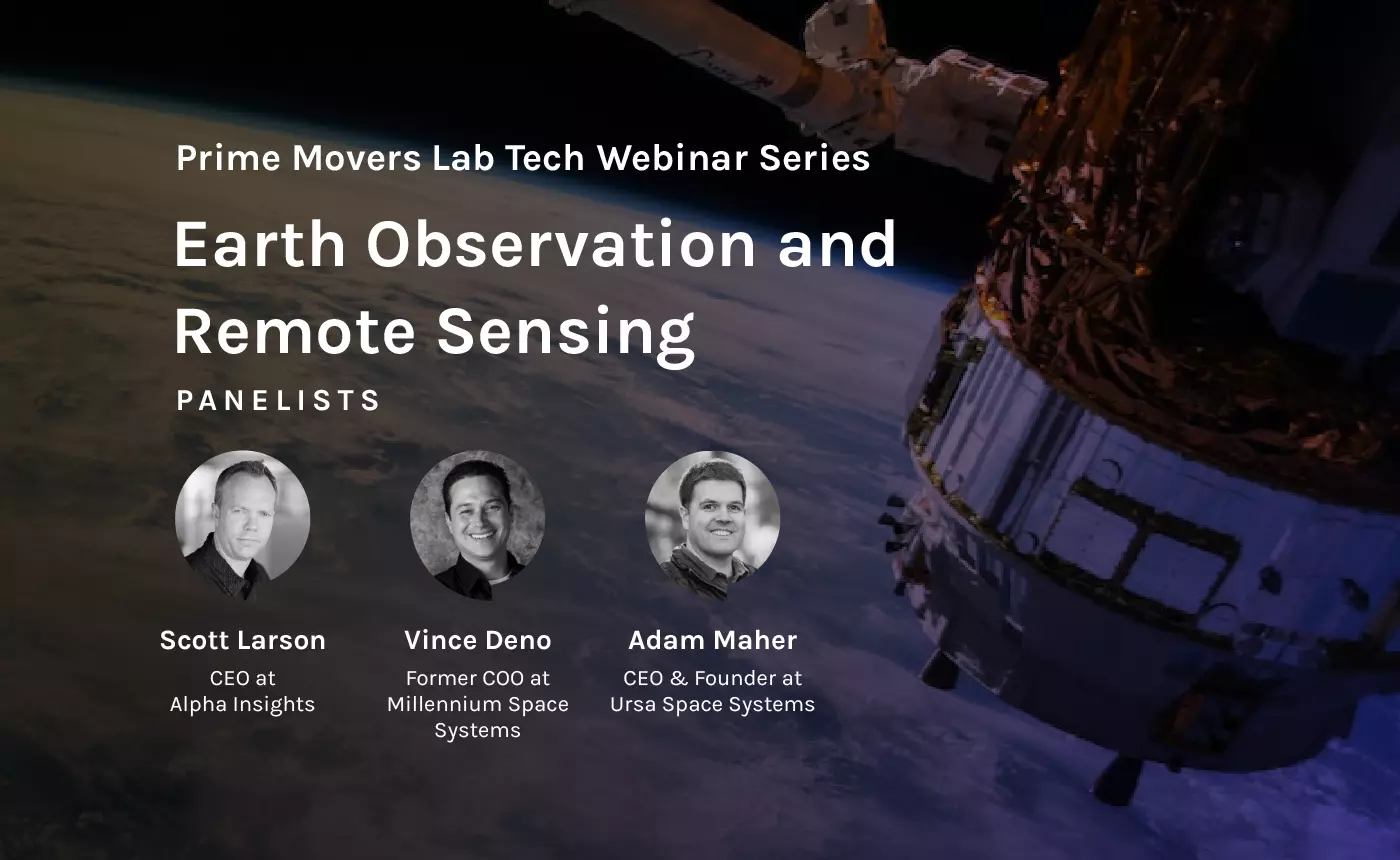 Prime Movers Lab Tech Webinar Series
Earth Observation and
Remote Sensing
PANELISTS
Scott Larson
CEO at
Alpha Insights
Vince Deno
Former COO at
Millennium Space
Systems
Adam Maher
CEO & Founder at
Ursa Space Systems